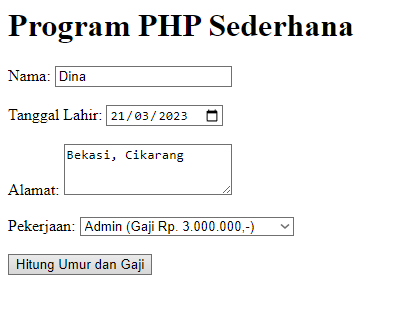 Program PHP Sederhana
Nama: Dina
Tanggal Lahir: 21/03/2023
Bekasi, Cikarang
Alamat:
Pekerjaan: Admin (Gaji Rp. 3.000.000,-)
Hitung Umur dan Gaji